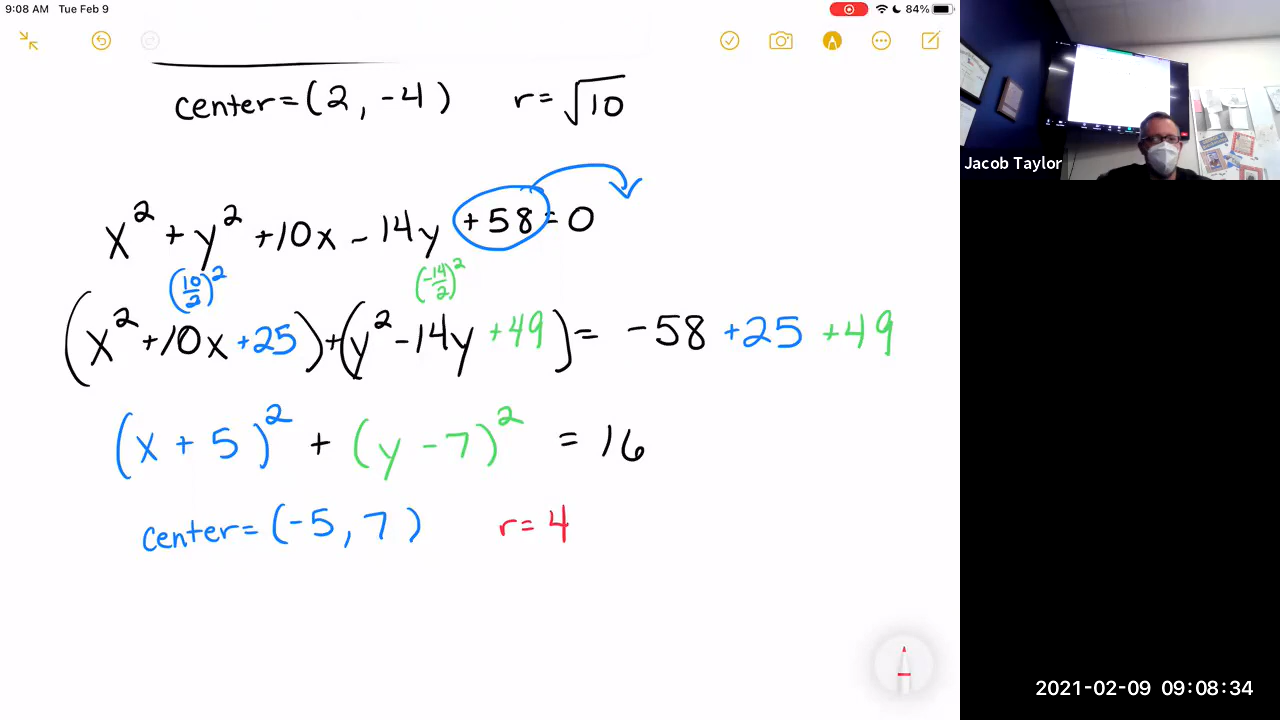 9:08 AM Tue Feb 9
84%
center=(2, -4) r=√10
x² + y² +10x - 14y +58 = 0
(10/2)² (-14/2)²
(x² +10x +25)+(y² -14y +49)= -58 +25 +49
(x + 5)² + (y - 7)² = 16
center=(-5, 7) r= 4
Jacob Taylor
2021-02-09 09:08:34